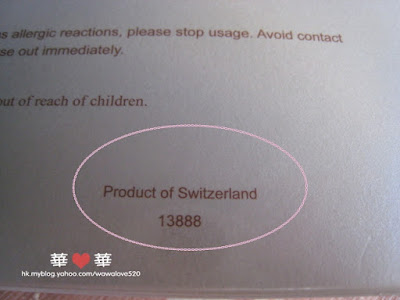 s allergic reactions, please stop usage. Avoid contact
se out immediately.
out of reach of children.
Product of Switzerland
13888
華❤華
hk.myblog.yahoo.com/wawalove520